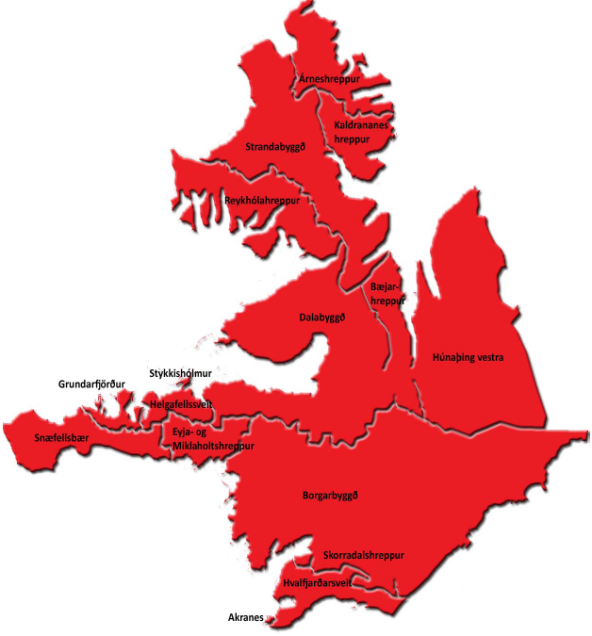 Árneshreppur
Kaldrananes
hreppur
Strandabyggð
Reykhólahreppur
Bæjar-
hreppur
Dalabyggð
Húnaþing vestra
Stykkishólmur
Grundarfjörður
Helgafellssveit
Snæfellsbær
Eyja- og
Miklaholtshreppur
Borgarbyggð
Skorradalshreppur
Hvalfjarðarsveit
Akranes